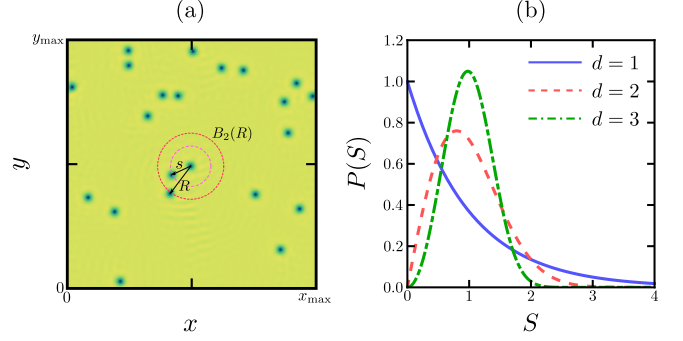 (a)
y_max
B_2(R)
s
R
y
0
0
x_max
x
(b)
1.2
1.0
0.8
0.6
0.4
0.2
0.0
P(S)
d = 1
d = 2
d = 3
0 1 2 3 4
S